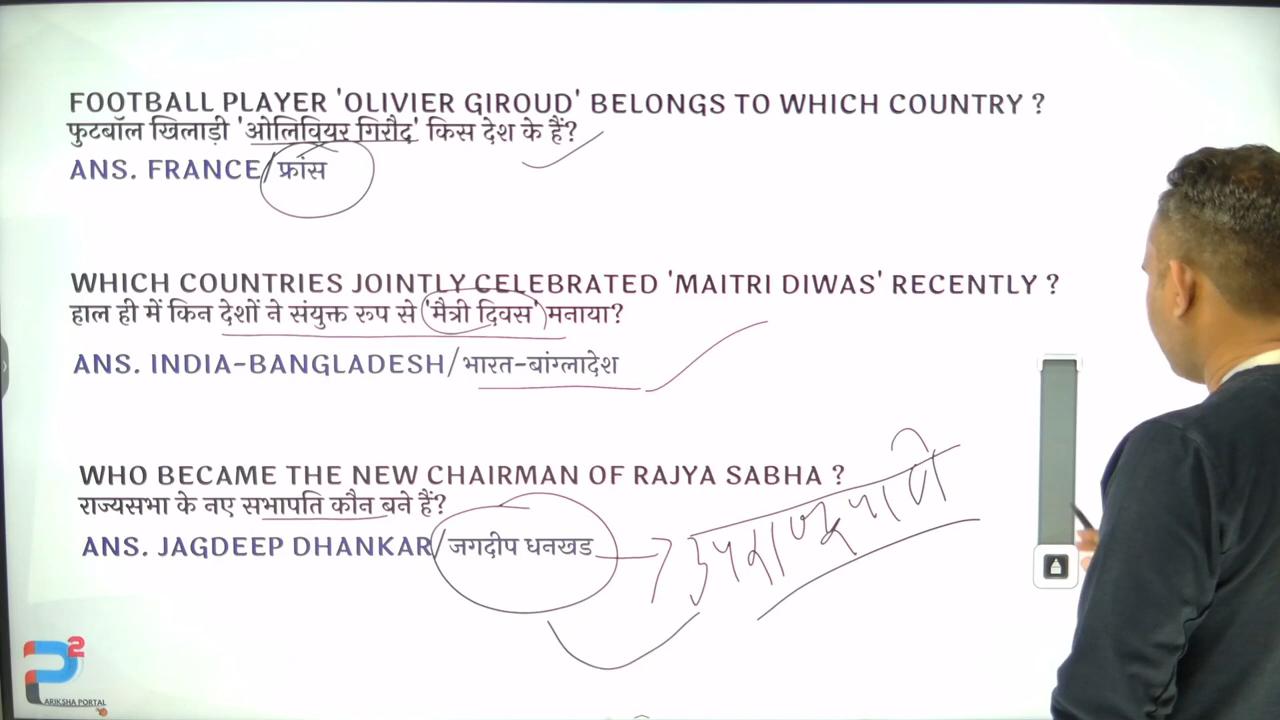 FOOTBALL PLAYER 'OLIVIER GIROUD' BELONGS TO WHICH COUNTRY ?
फुटबॉल खिलाड़ी 'ओलिवियर गिरौद' किस देश के हैं?
ANS. FRANCE/फ्रांस
WHICH COUNTRIES JOINTLY CELEBRATED 'MAITRI DIWAS' RECENTLY ?
हाल ही में किन देशों ने संयुक्त रूप से 'मैत्री दिवस' मनाया?
ANS. INDIA-BANGLADESH/भारत-बांग्लादेश
WHO BECAME THE NEW CHAIRMAN OF RAJYA SABHA ?
राज्यसभा के नए सभापति कौन बने हैं?
ANS. JAGDEEP DHANKAR/जगदीप धनखड
उपराष्ट्रपति
P2
ARIKSHA PORTAL